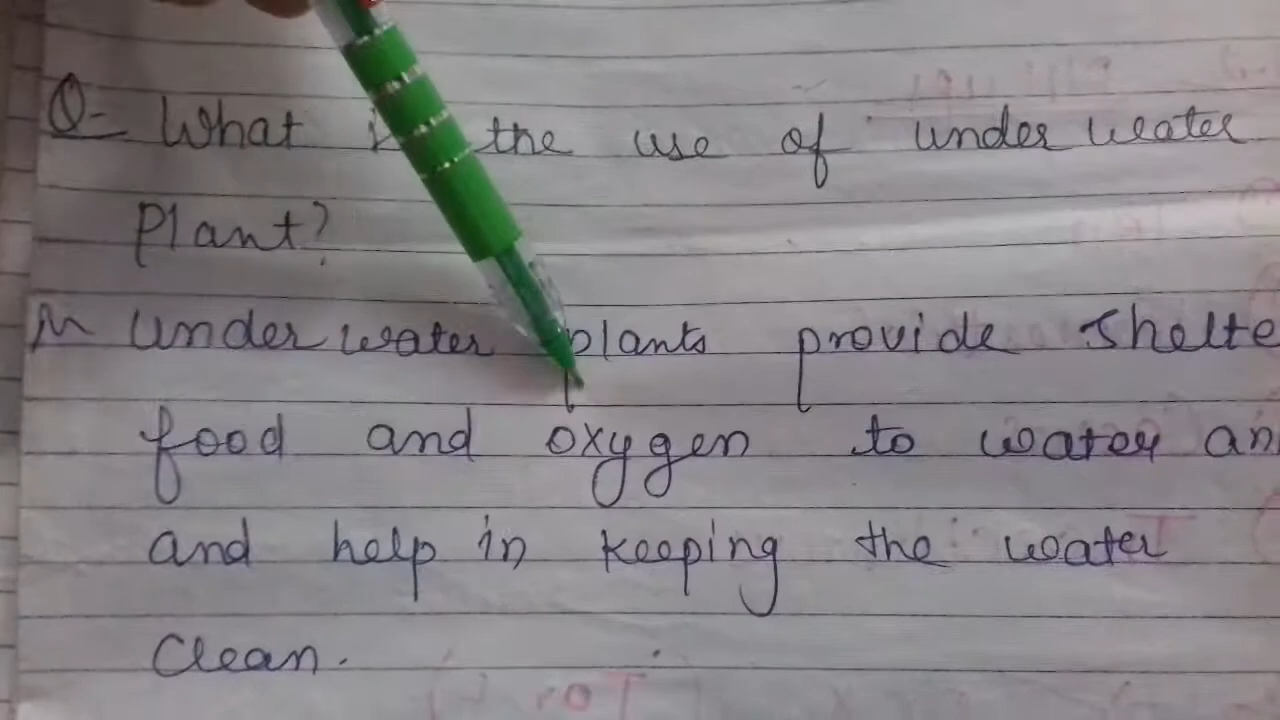 Q- What is the use of under water
Plant?
Under water plants provide Shelte
food and oxygen to water an
and help in keeping the water
Clean.